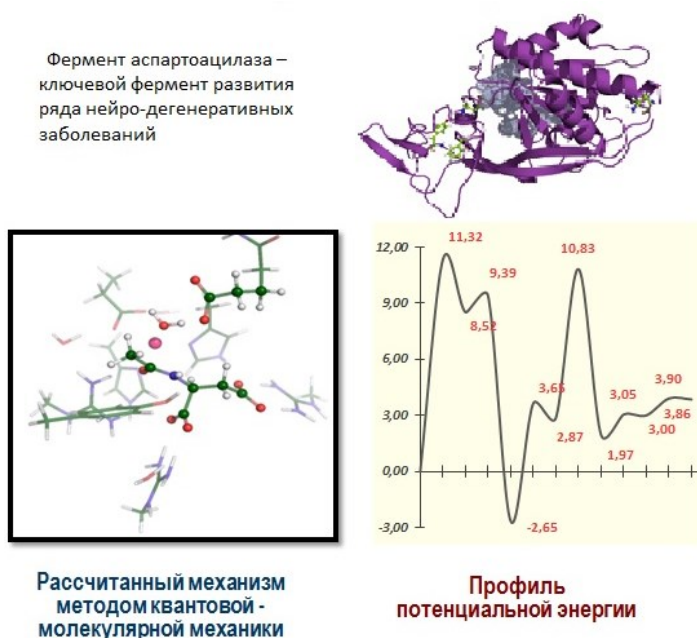 Фермент аспартоацилаза –
ключевой фермент развития
ряда нейро-дегенеративных
заболеваний
12,00
9,00
6,00
3,00
0,00
-3,00
11,32
8,52
9,39
-2,65
3,65
2,87
10,83
1,97
3,05
3,00
3,90
3,86
Рассчитанный механизм
методом квантовой -
молекулярной механики
Профиль
потенциальной энергии